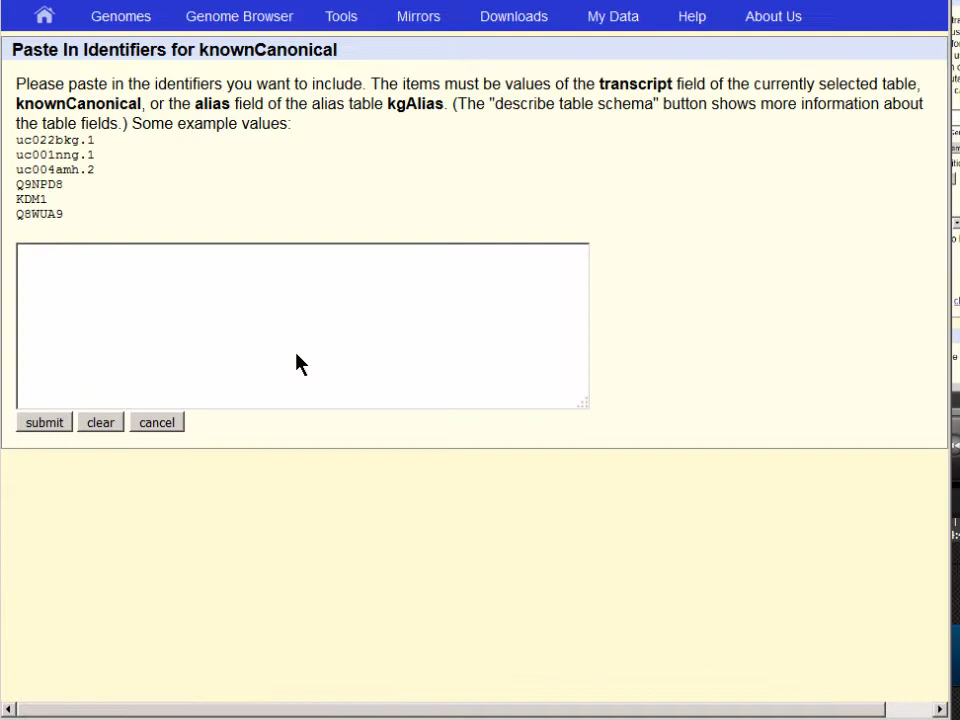 Genomes Genome Browser Tools Mirrors Downloads My Data Help About Us
Paste In Identifiers for knownCanonical
Please paste in the identifiers you want to include. The items must be values of the transcript field of the currently selected table,
knownCanonical, or the alias field of the alias table kgAlias. (The "describe table schema" button shows more information about
the table fields.) Some example values:
uc022bkg.1
uc001nng.1
uc004amh.2
Q9NPD8
KDM1
Q8WUA9
submit clear cancel